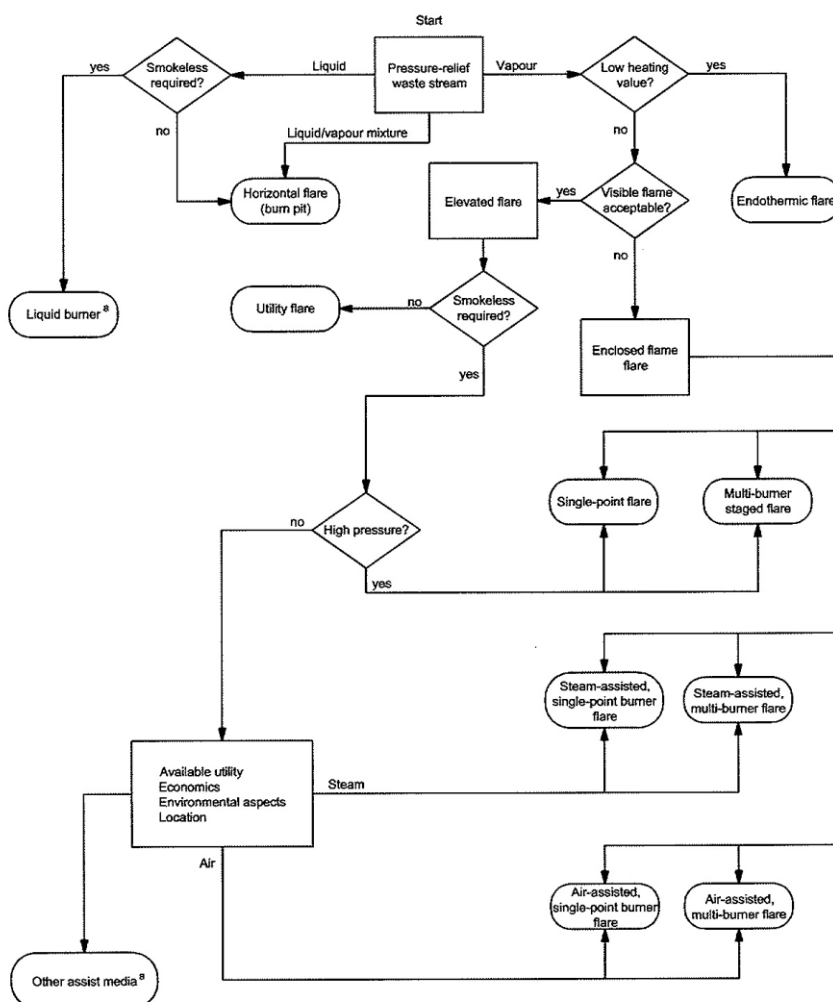 Start
yes
Smokeless
required?
Liquid
Pressure-relief
waste stream
Vapour
Low heating
value?
yes
no
Liquid/vapour mixture
no
Horizontal flare
(burn pit)
Elevated flare
yes
Visible flame
acceptable?
Endothermic flare
no
Liquid burner a
Utility flare
no
Smokeless
required?
Enclosed flame
flare
yes
Single-point flare
Multi-burner
staged flare
no
High pressure?
yes
Steam-assisted,
single-point burner
flare
Steam-assisted,
multi-burner flare
Available utility
Economics
Environmental aspects
Location
Steam
Air
Air-assisted,
single-point burner
flare
Air-assisted,
multi-burner flare
Other assist media a